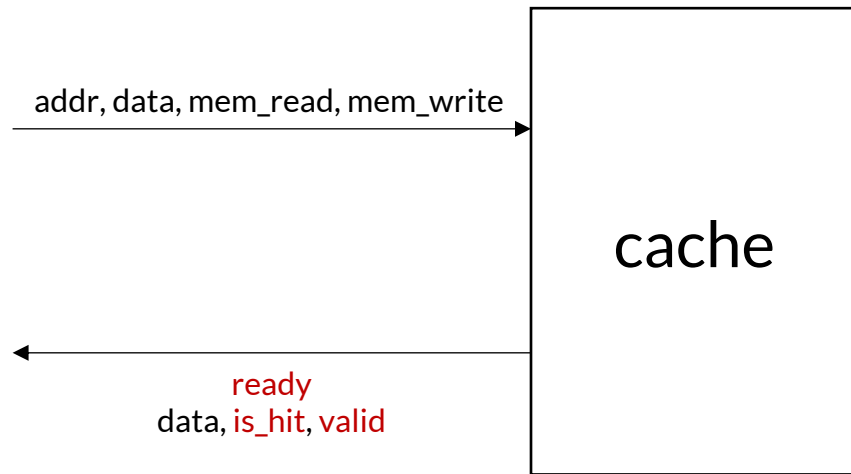 addr, data, mem_read, mem_write
cache
ready
data, is_hit, valid